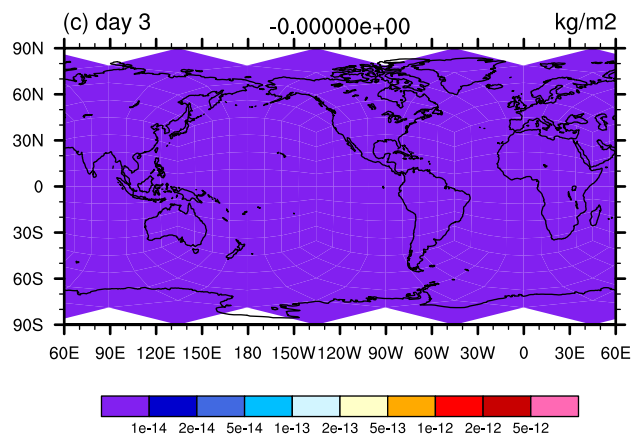 (c) day 3 -0.00000e+00 kg/m2
90N
60N
30N
0
30S
60S
90S
60E 90E 120E 150E 180 150W 120W 90W 60W 30W 0 30E 60E
1e-14 2e-14 5e-14 1e-13 2e-13 5e-13 1e-12 2e-12 5e-12